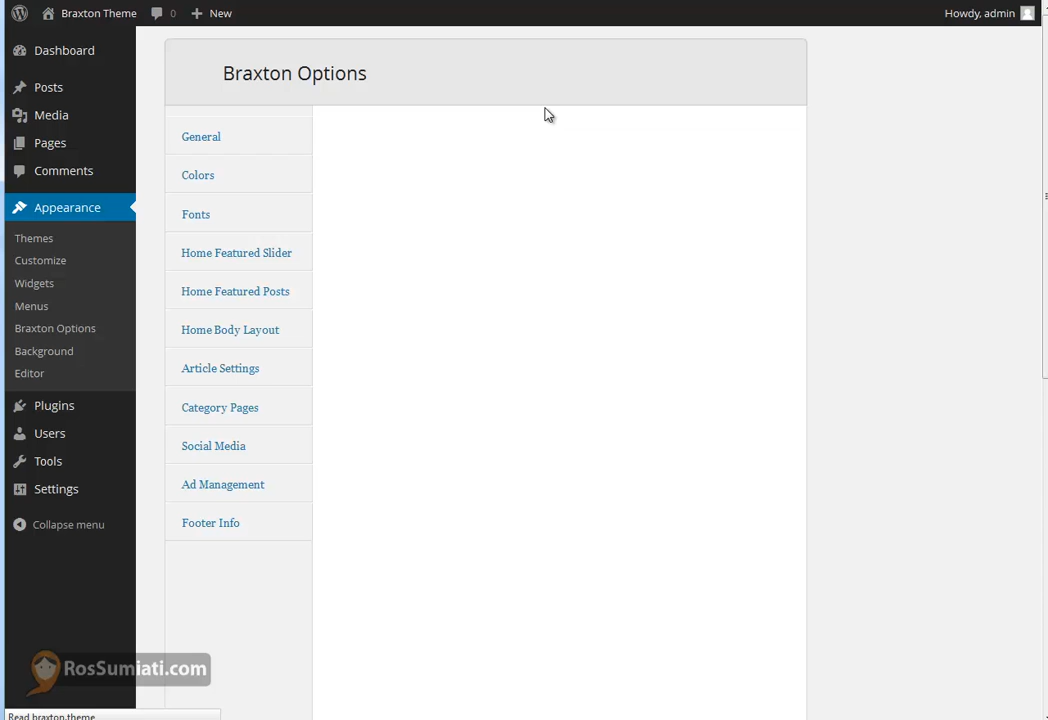 Braxton Theme
0
New
Howdy, admin
Dashboard
Posts
Media
Pages
Comments
Appearance
Themes
Customize
Widgets
Menus
Braxton Options
Background
Editor
Plugins
Users
Tools
Settings
Collapse menu
Braxton Options
General
Colors
Fonts
Home Featured Slider
Home Featured Posts
Home Body Layout
Article Settings
Category Pages
Social Media
Ad Management
Footer Info
RosSumiati.com
Read braxton.theme